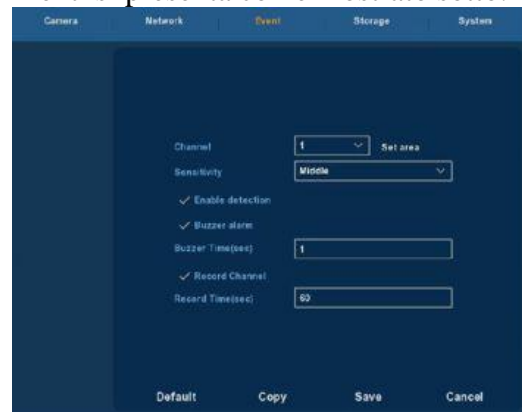 Camera Network Event Storage System
Channel 1 Set area
Sensitivity Middle
Enable detection
Buzzer alarm
Buzzer Time(sec) 1
Record Channel
Record Time(sec) 60
Default Copy Save Cancel